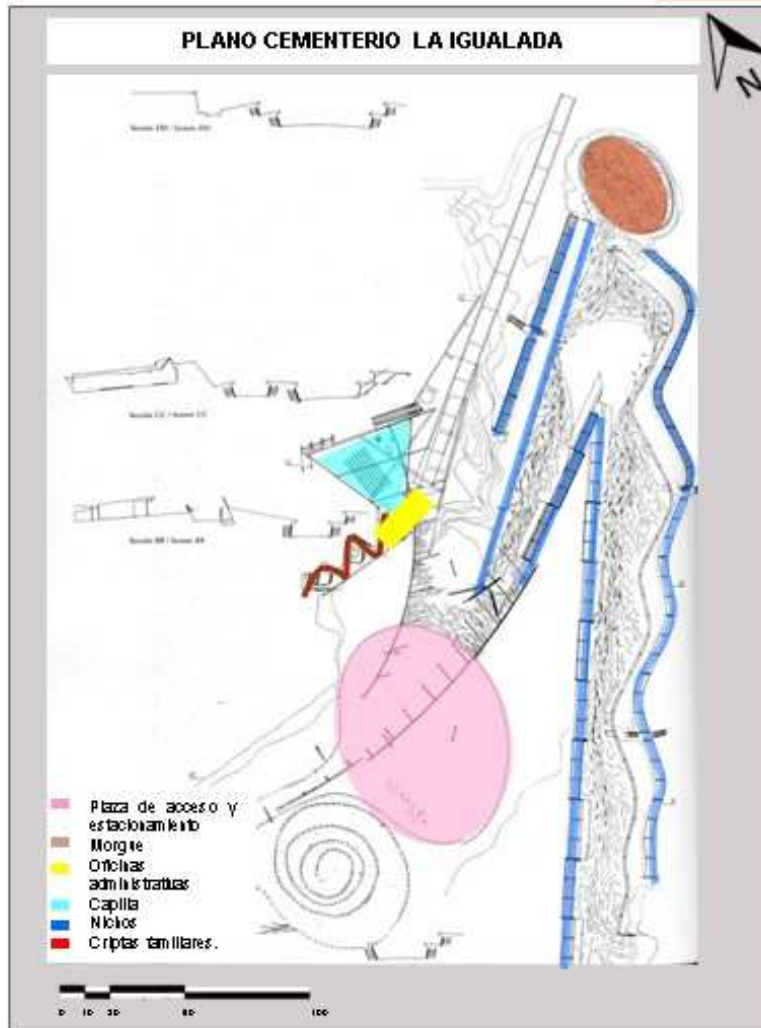 PLANO CEMENTERIO LA IGUALADA
N
Plaza de acceso y
estacionamiento
Morgue
Oficinas
administrativas
Capilla
Nichos
Criptas familiares.
0 10 20 100